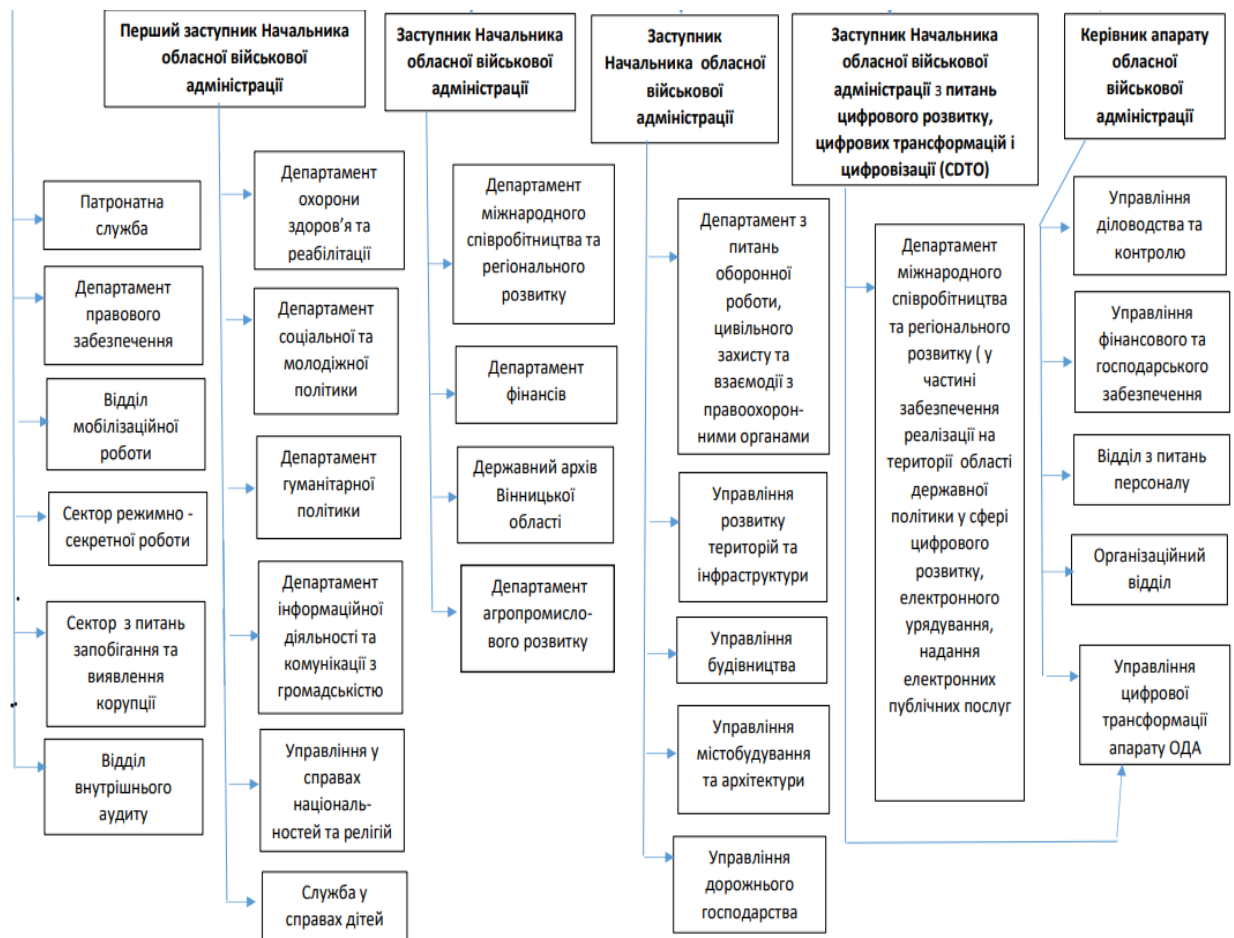 Перший заступник Начальника
обласної військової
адміністрації
Заступник Начальника
обласної військової
адміністрації
Заступник
Начальника обласної
військової
адміністрації
Заступник Начальника
обласної військової
адміністрації з питань
цифрового розвитку,
цифрових трансформацій і
цифровізації (CDTO)
Керівник апарату
обласної
військової
адміністрації
Патронатна
служба
Департамент
правового
забезпечення
Відділ
мобілізаційної
роботи
Сектор режимно -
секретної роботи
Сектор з питань
запобігання та
виявлення
корупції
Відділ
внутрішнього
аудиту
Департамент
охорони
здоров’я та
реабілітації
Департамент
соціальної та
молодіжної
політики
Департамент
гуманітарної
політики
Департамент
інформаційної
діяльності та
комунікації з
громадськістю
Управління у
справах
національ-
ностей та релігій
Служба у
справах дітей
Департамент
міжнародного
співробітництва та
регіонального
розвитку
Департамент
фінансів
Державний архів
Вінницької
області
Департамент
агропромисло-
вого розвитку
Департамент з
питань
оборонної
роботи,
цивільного
захисту та
взаємодії з
правоохорон-
ними органами
Управління
розвитку
територій та
інфраструктури
Управління
будівництва
Управління
містобудування
та архітектури
Управління
дорожнього
господарства
Департамент
міжнародного
співробітництва
та регіонального
розвитку ( у
частині
забезпечення
реалізації на
території області
державної
політики у сфері
цифрового
розвитку,
електронного
урядування,
надання
електронних
публічних послуг
Управління
діловодства та
контролю
Управління
фінансового та
господарського
забезпечення
Відділ з питань
персоналу
Організаційний
відділ
Управління
цифрової
трансформації
апарату ОДА